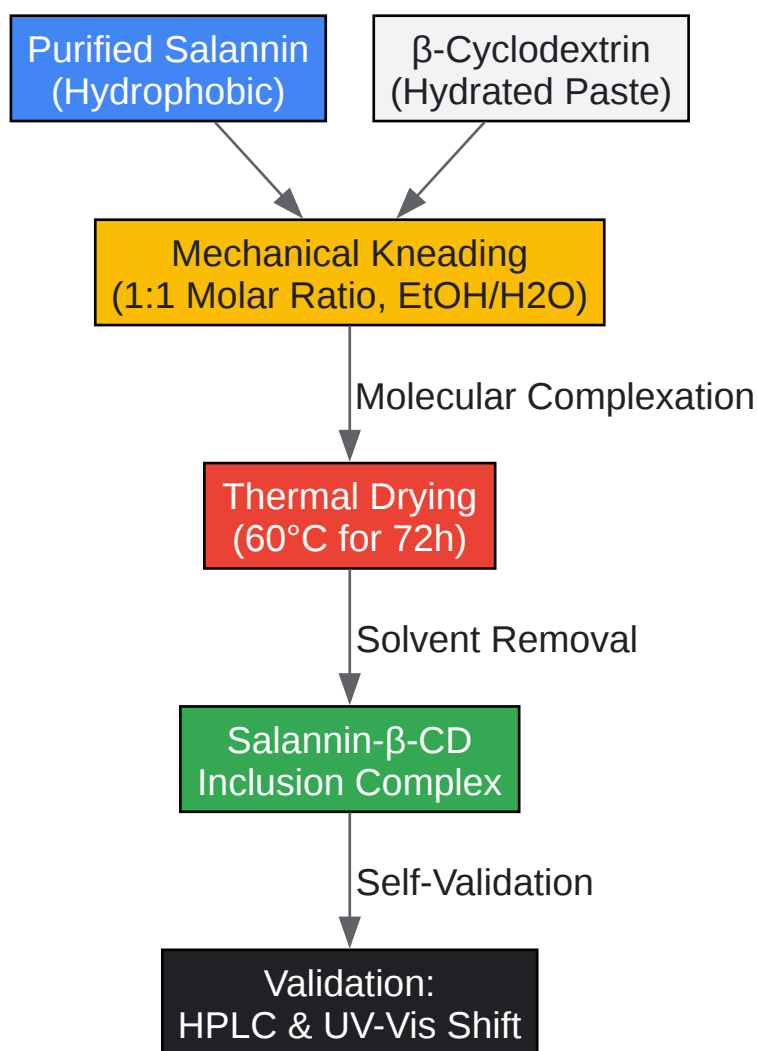 Purified Salannin
(Hydrophobic)
β-Cyclodextrin
(Hydrated Paste)
Mechanical Kneading
(1:1 Molar Ratio, EtOH/H2O)
Molecular Complexation
Thermal Drying
(60°C for 72h)
Solvent Removal
Salannin-β-CD
Inclusion Complex
Self-Validation
Validation:
HPLC & UV-Vis Shift